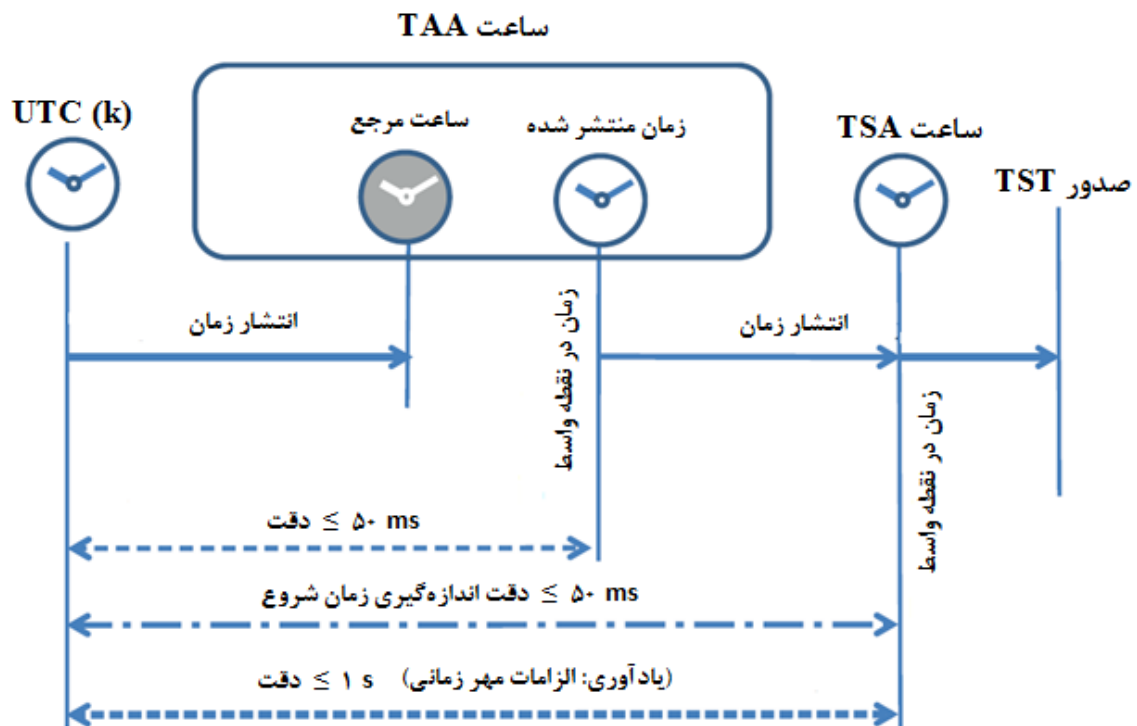 ساعت TAA
UTC (k)
ساعت مرجع
زمان منتشر شده
ساعت TSA
صدور TST
انتشار زمان
زمان در نقطه واسط
انتشار زمان
زمان در نقطه واسط
دقت ≤ ۵۰ ms
دقت اندازه‌گیری زمان شروع ≤ ۵۰ ms
دقت ≤ ۱ s (یادآوری: الزامات مهر زمانی)